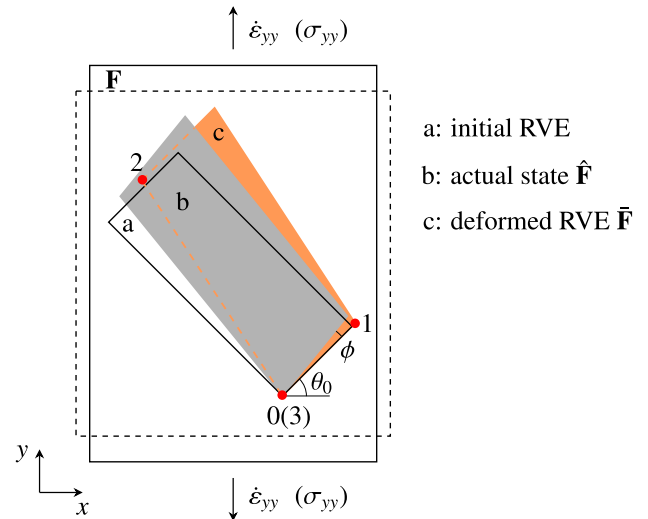 ε̇yy (σyy)
F
c
a: initial RVE
2
b: actual state F̂
b
a
c: deformed RVE F̄
1
ϕ
θ0
0(3)
y
x
ε̇yy (σyy)